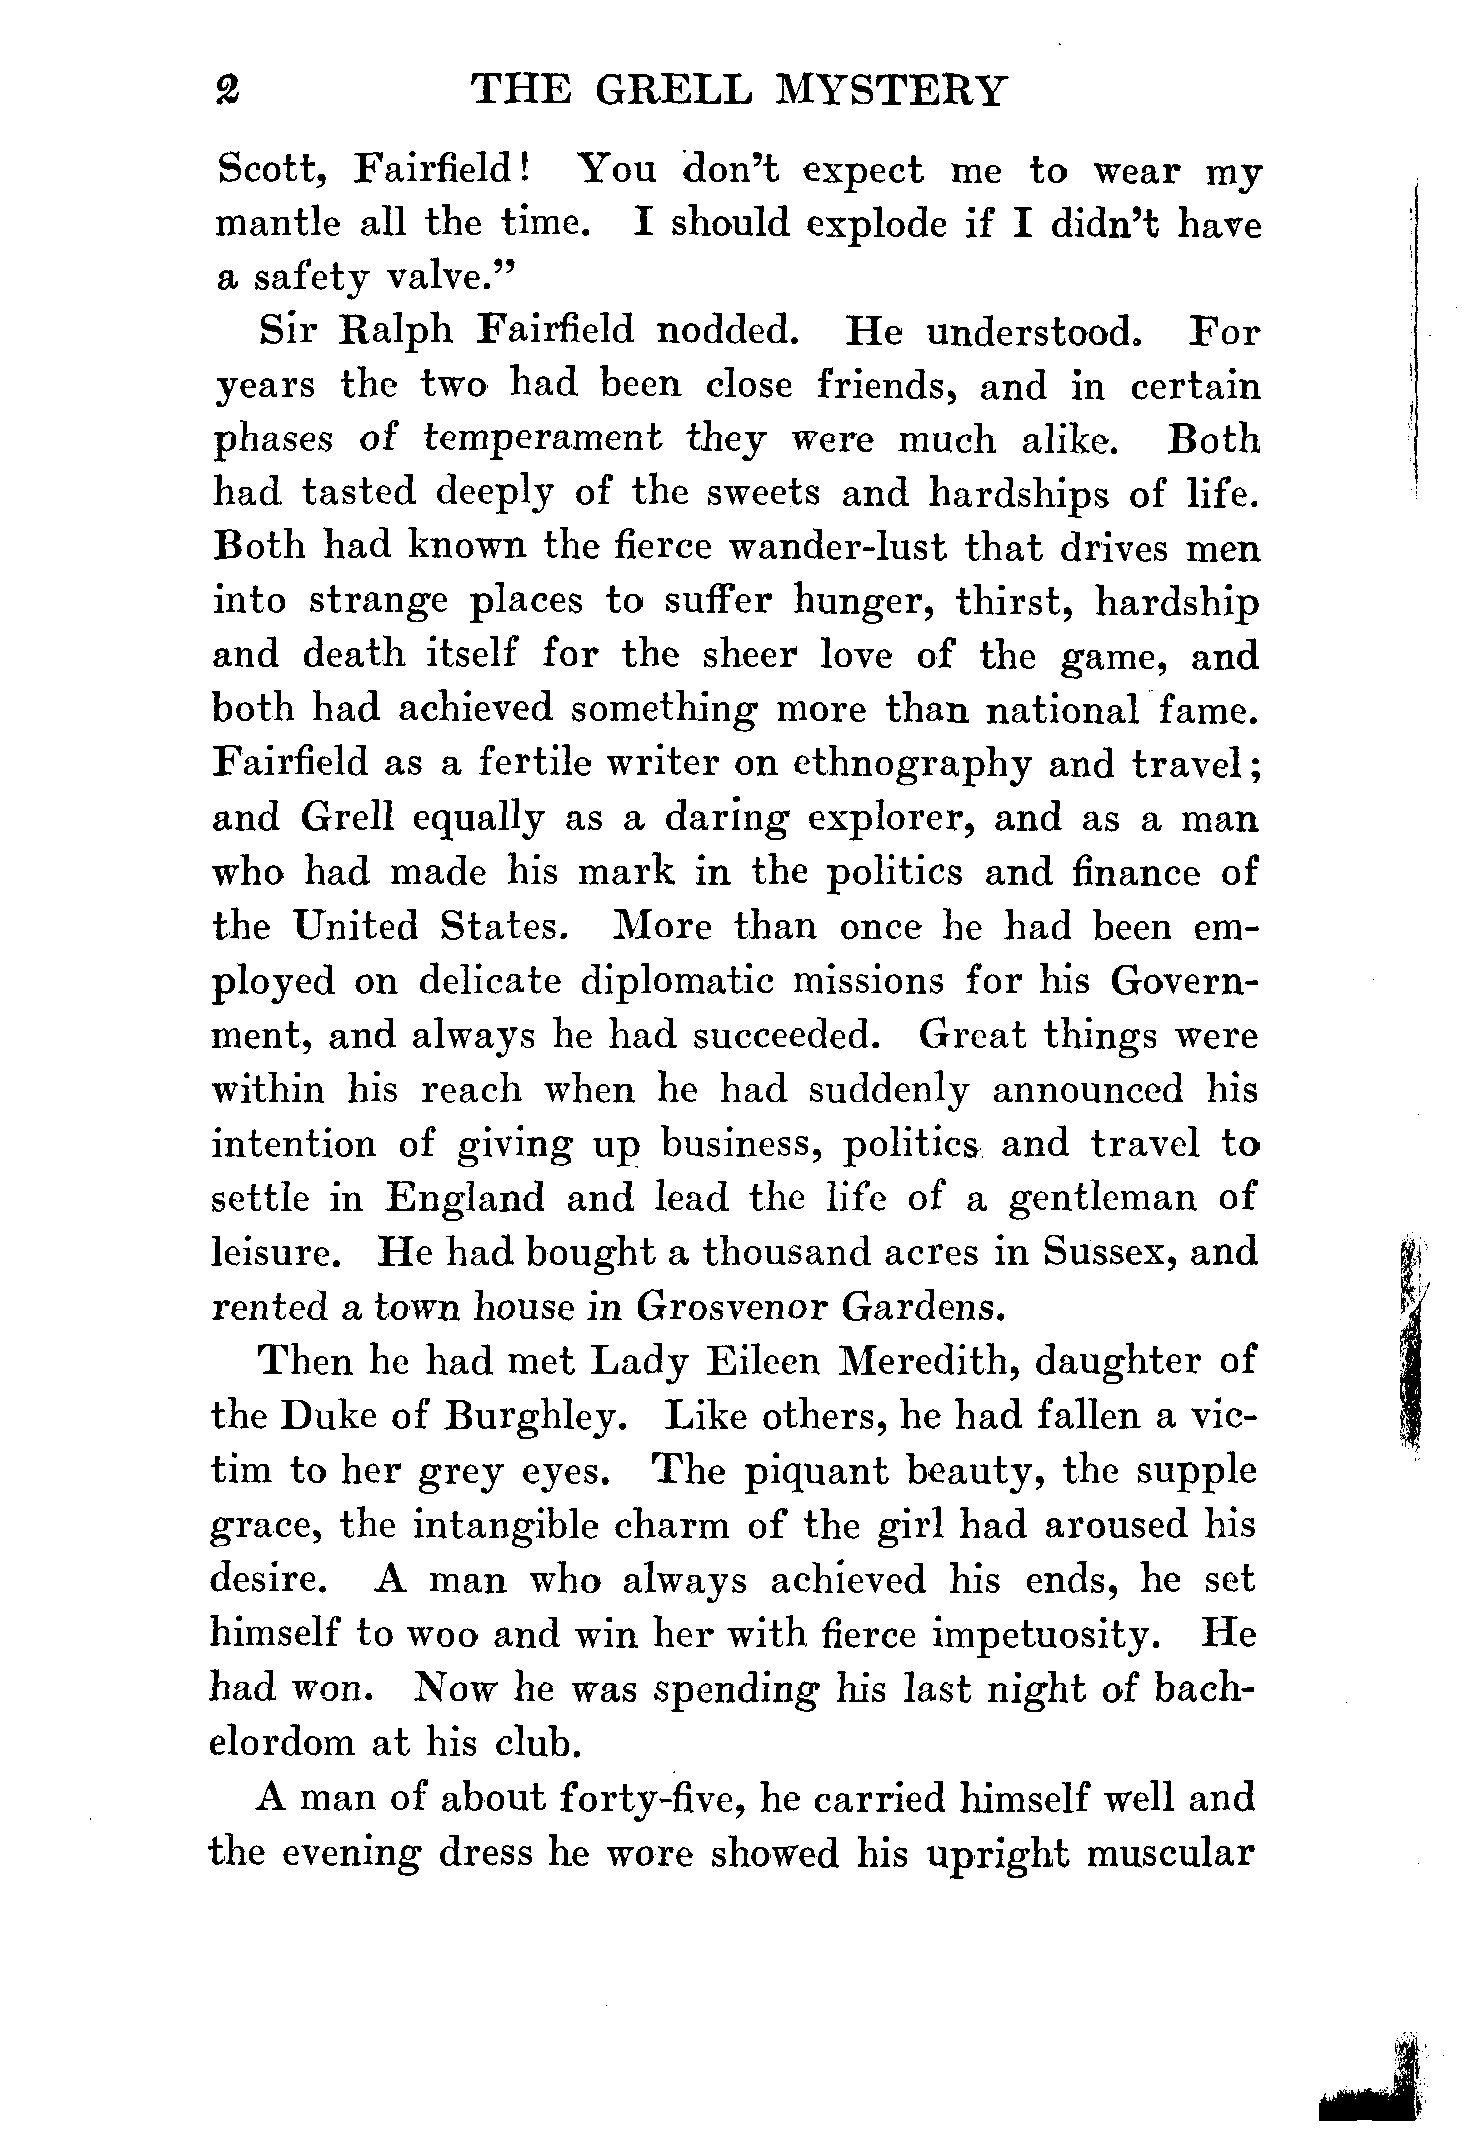 2 THE GRELL MYSTERY
Scott, Fairfield! You don't expect me to wear my
mantle all the time. I should explode if I didn't have
a safety valve."
Sir Ralph Fairfield nodded. He understood. For
years the two had been close friends, and in certain
phases of temperament they were much alike. Both
had tasted deeply of the sweets and hardships of life.
Both had known the fierce wander-lust that drives men
into strange places to suffer hunger, thirst, hardship
and death itself for the sheer love of the game, and
both had achieved something more than national fame.
Fairfield as a fertile writer on ethnography and travel;
and Grell equally as a daring explorer, and as a man
who had made his mark in the politics and finance of
the United States. More than once he had been em-
ployed on delicate diplomatic missions for his Govern-
ment, and always he had succeeded. Great things were
within his reach when he had suddenly announced his
intention of giving up business, politics and travel to
settle in England and lead the life of a gentleman of
leisure. He had bought a thousand acres in Sussex, and
rented a town house in Grosvenor Gardens.
Then he had met Lady Eileen Meredith, daughter of
the Duke of Burghley. Like others, he had fallen a vic-
tim to her grey eyes. The piquant beauty, the supple
grace, the intangible charm of the girl had aroused his
desire. A man who always achieved his ends, he set
himself to woo and win her with fierce impetuosity. He
had won. Now he was spending his last night of bach-
elordom at his club.
A man of about forty-five, he carried himself well and
the evening dress he wore showed his upright muscular